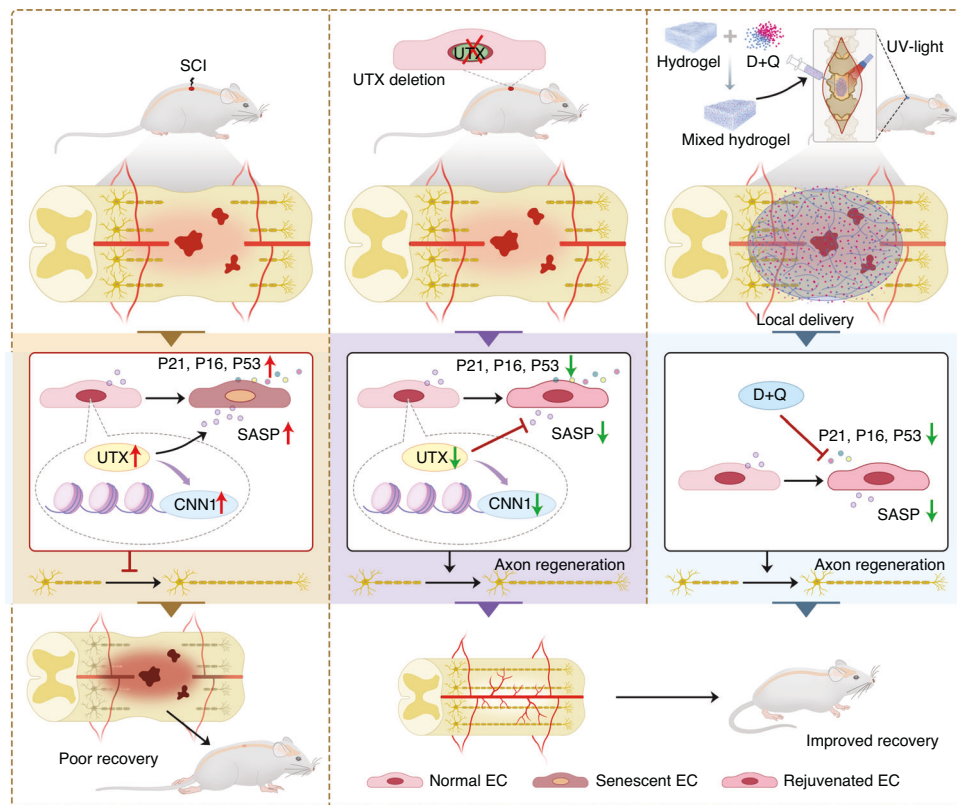 SCI
UTX
UTX deletion
Hydrogel
D+Q
Mixed hydrogel
UV-light
Local delivery
P21, P16, P53
SASP
UTX
CNN1
P21, P16, P53
SASP
UTX
CNN1
Axon regeneration
D+Q
P21, P16, P53
SASP
Axon regeneration
Poor recovery
Improved recovery
Normal EC
Senescent EC
Rejuvenated EC